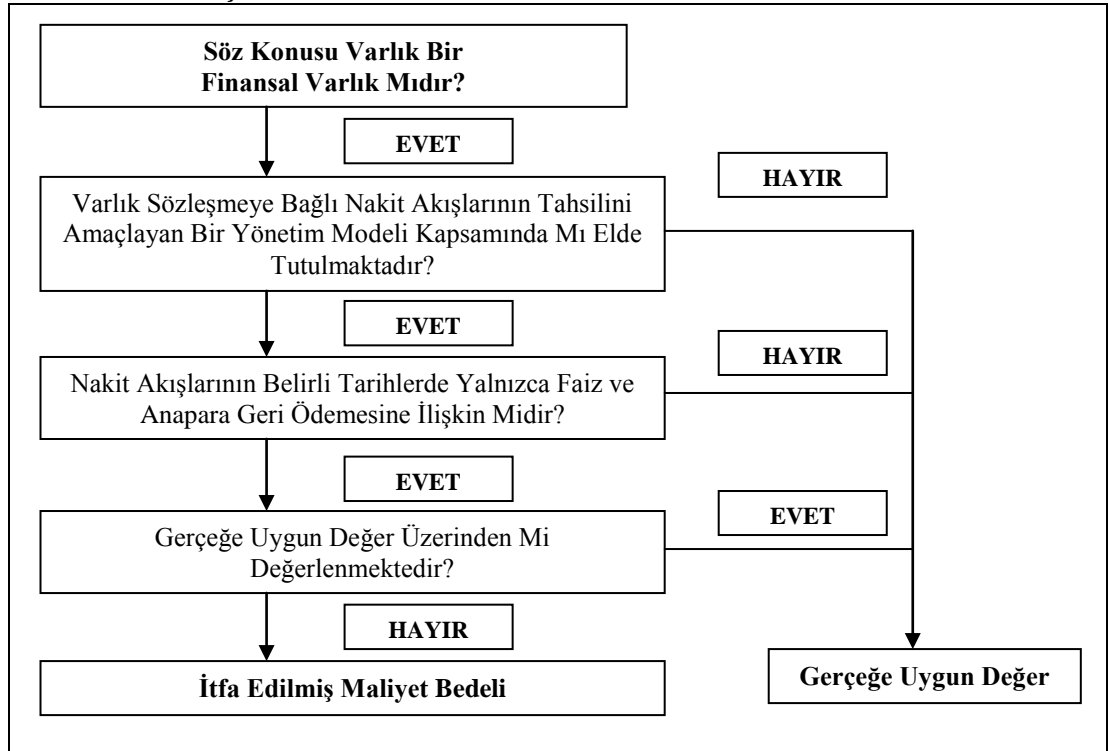 Söz Konusu Varlık Bir
Finansal Varlık Mıdır?
EVET
HAYIR
Varlık Sözleşmeye Bağlı Nakit Akışlarının Tahsilini
Amaçlayan Bir Yönetim Modeli Kapsamında Mı Elde
Tutulmaktadır?
EVET
HAYIR
Nakit Akışlarının Belirli Tarihlerde Yalnızca Faiz ve
Anapara Geri Ödemesine İlişkin Midir?
EVET
EVET
Gerçeğe Uygun Değer Üzerinden Mi
Değerlenmektedir?
HAYIR
İtfa Edilmiş Maliyet Bedeli
Gerçeğe Uygun Değer